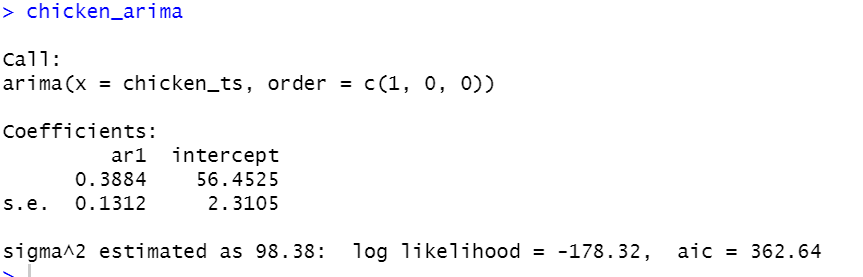 > chicken_arima
Call:
arima(x = chicken_ts, order = c(1, 0, 0))
Coefficients:
         ar1  intercept
      0.3884    56.4525
s.e.  0.1312     2.3105
sigma^2 estimated as 98.38:  log likelihood = -178.32,  aic = 362.64
>